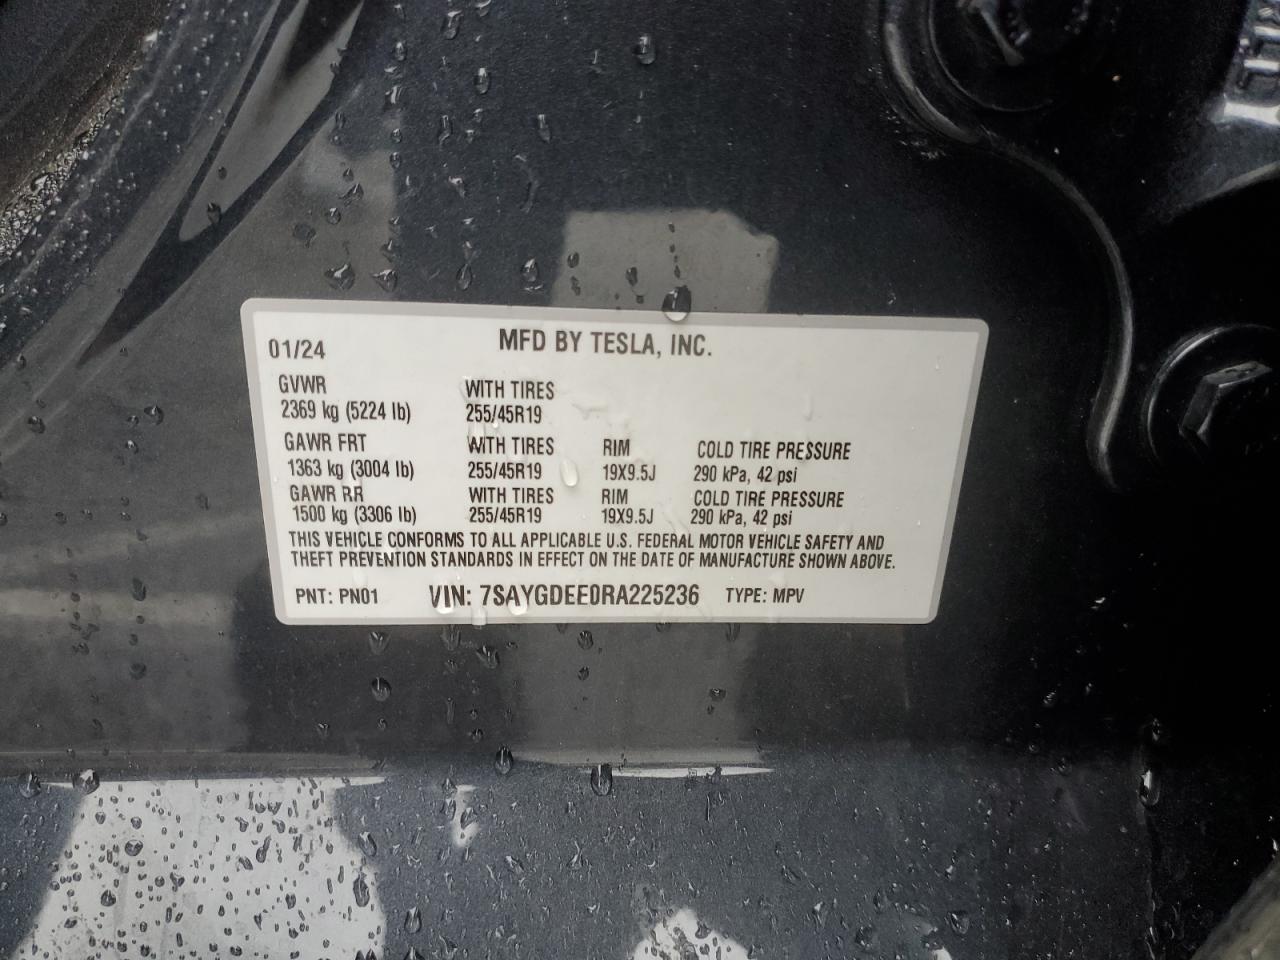 MFD BY TESLA, INC.
01/24
GVWR WITH TIRES
2369 kg (5224 lb) 255/45R19
GAWR FRT WITH TIRES RIM COLD TIRE PRESSURE
1363 kg (3004 lb) 255/45R19 19X9.5J 290 kPa, 42 psi
GAWR RR WITH TIRES RIM COLD TIRE PRESSURE
1500 kg (3306 lb) 255/45R19 19X9.5J 290 kPa, 42 psi
THIS VEHICLE CONFORMS TO ALL APPLICABLE U.S. FEDERAL MOTOR VEHICLE SAFETY AND
THEFT PREVENTION STANDARDS IN EFFECT ON THE DATE OF MANUFACTURE SHOWN ABOVE.
PNT: PN01 VIN: 7SAYGDEE0RA225236 TYPE: MPV